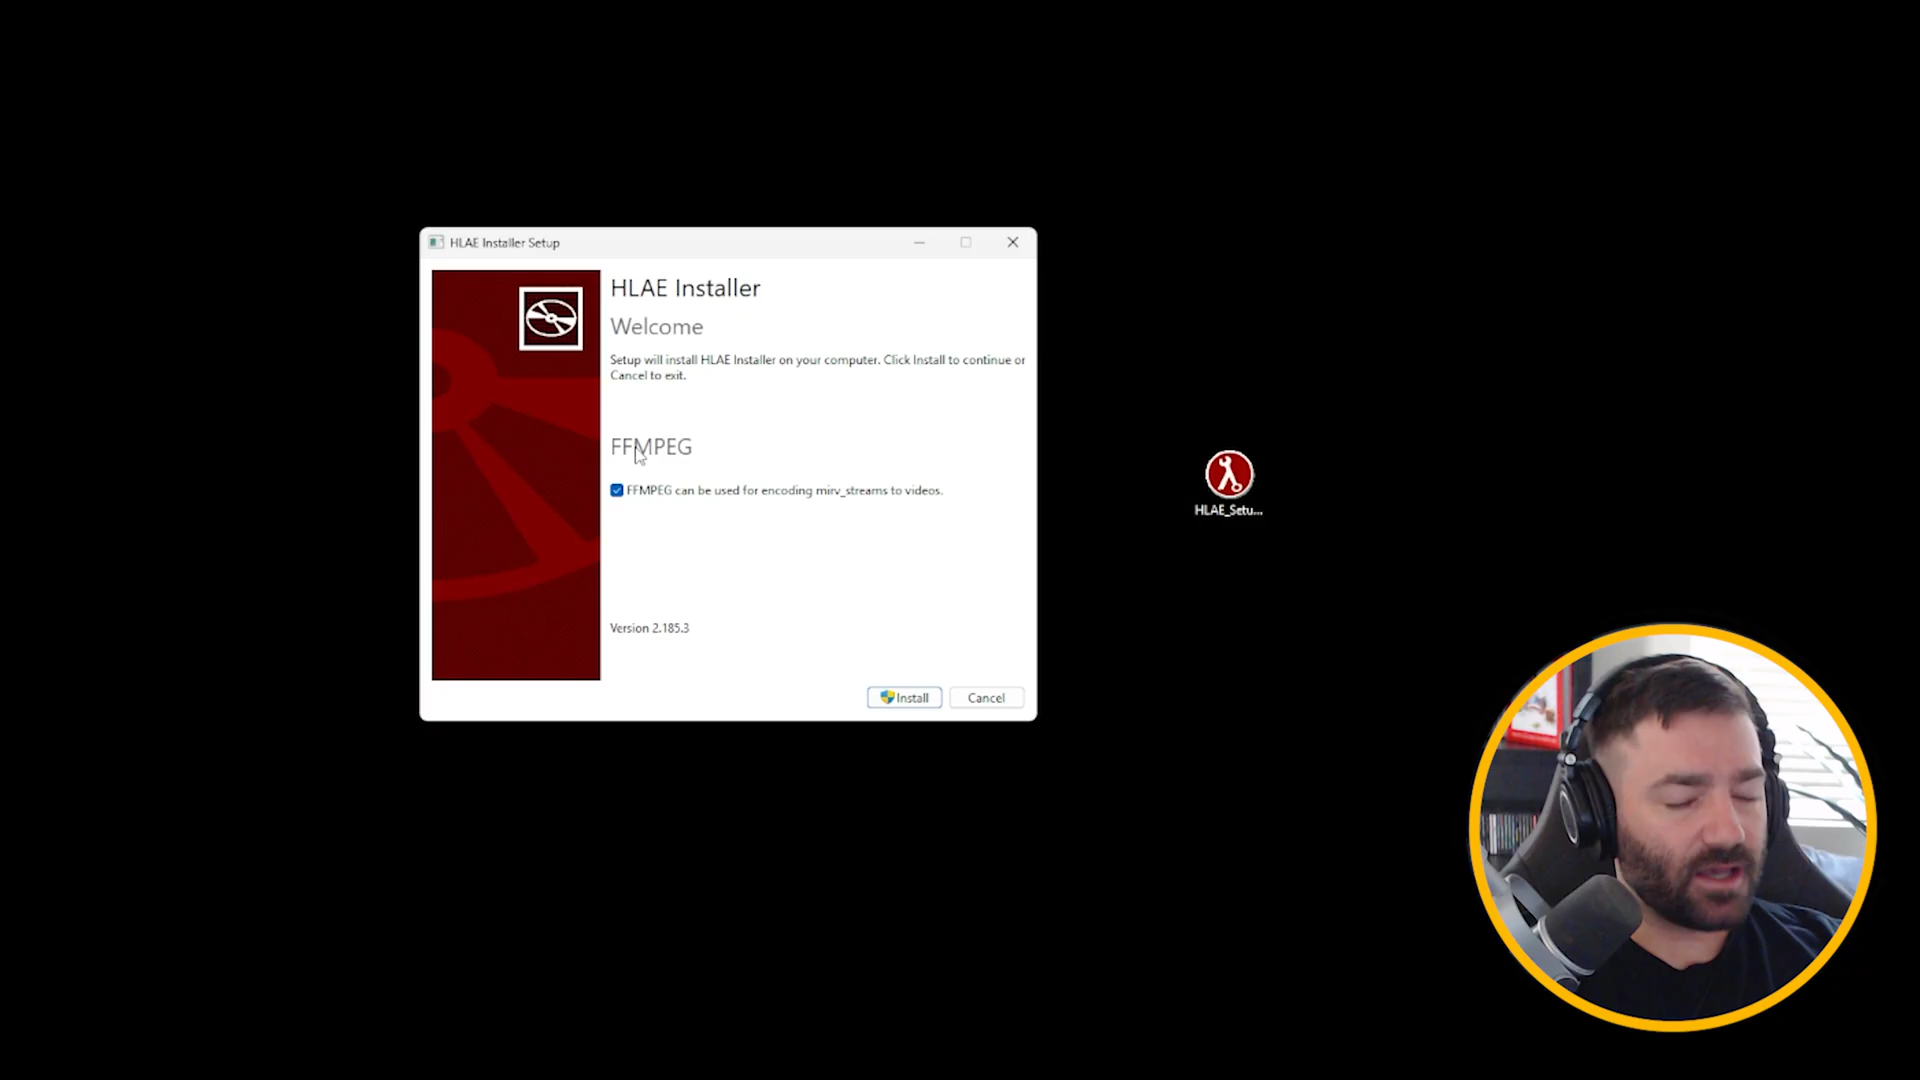 HLAE Installer Setup
HLAE Installer
Welcome
Setup will install HLAE Installer on your computer. Click Install to continue or
Cancel to exit.
FFMPEG
FFMPEG can be used for encoding mirv_streams to videos.
Version 2.185.3
Install
Cancel
HLAE_Setu...